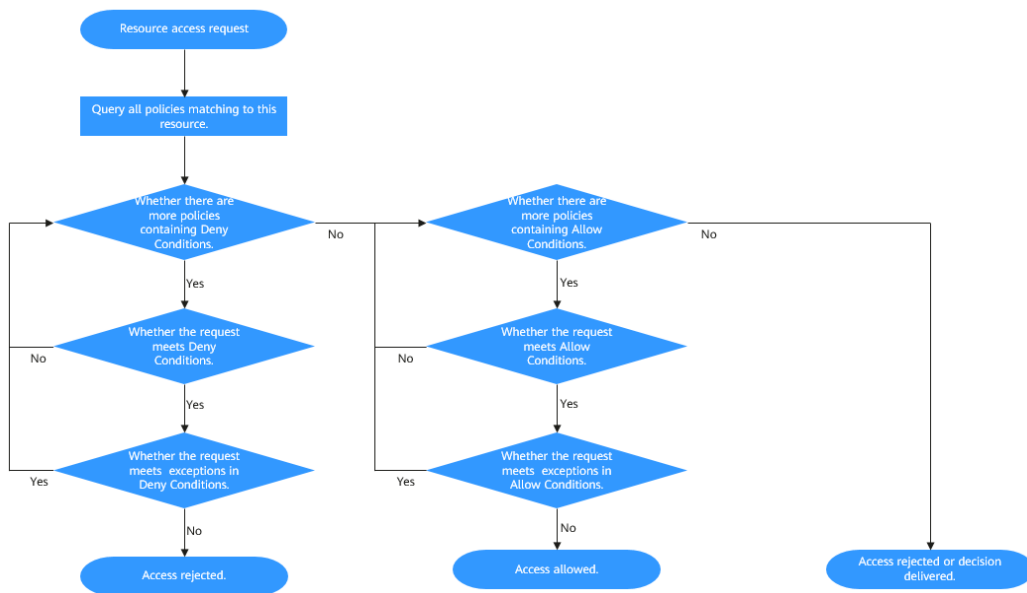 Resource access request
Query all policies matching to this
resource.
Whether there are
more policies
containing Deny
Conditions.
No
Whether there are
more policies
containing Allow
Conditions.
No
Yes
Yes
Whether the request
meets Deny
Conditions.
No
Whether the request
meets Allow
Conditions.
No
Yes
Yes
Whether the request
meets  exceptions in
Deny Conditions.
Yes
Whether the request
meets  exceptions in
Allow Conditions.
Yes
No
No
Access rejected.
Access allowed.
Access rejected or decision
delivered.